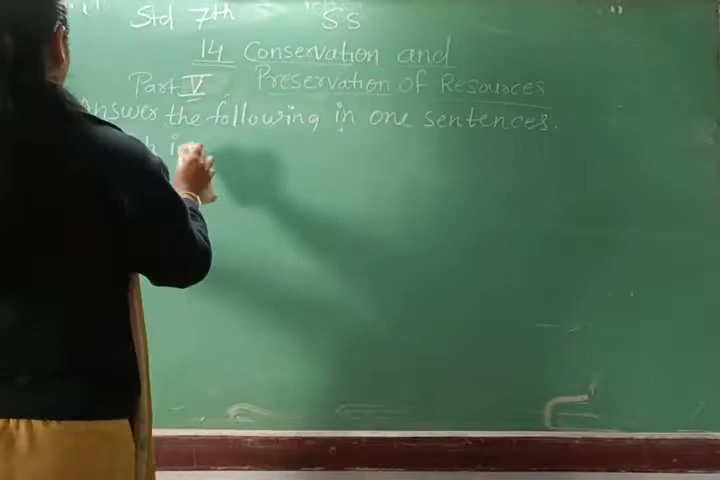 Std 7th SS
14 Conservation and
Part V Preservation of Resources
Answer the following in one sentences.